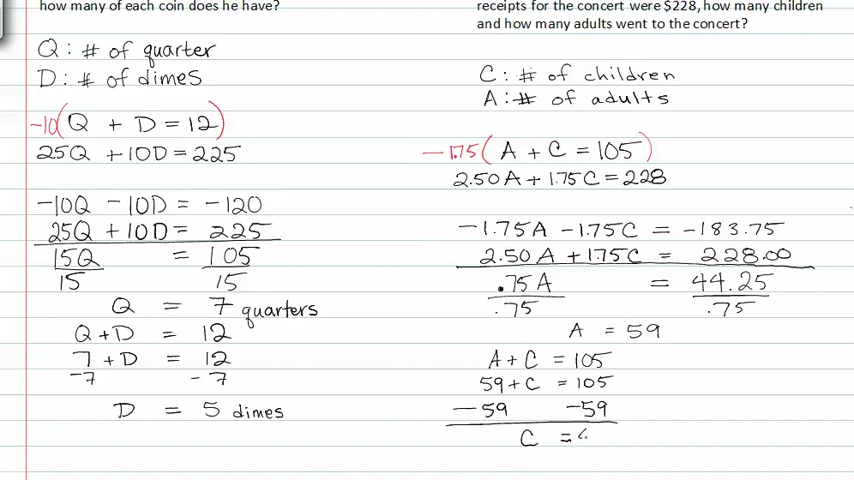 how many of each coin does he have?
Q: # of quarter
D: # of dimes
-10(Q + D = 12)
25Q + 10D = 225
-10Q - 10D = -120
25Q + 10D = 225
15Q = 105
15 15
Q = 7 quarters
Q + D = 12
7 + D = 12
-7 -7
D = 5 dimes
receipts for the concert were $228, how many children
and how many adults went to the concert?
C: # of children
A: # of adults
-1.75(A + C = 105)
2.50A + 1.75C = 228
-1.75A - 1.75C = -183.75
2.50A + 1.75C = 228.00
.75A = 44.25
.75 .75
A = 59
A + C = 105
59 + C = 105
-59 -59
C =